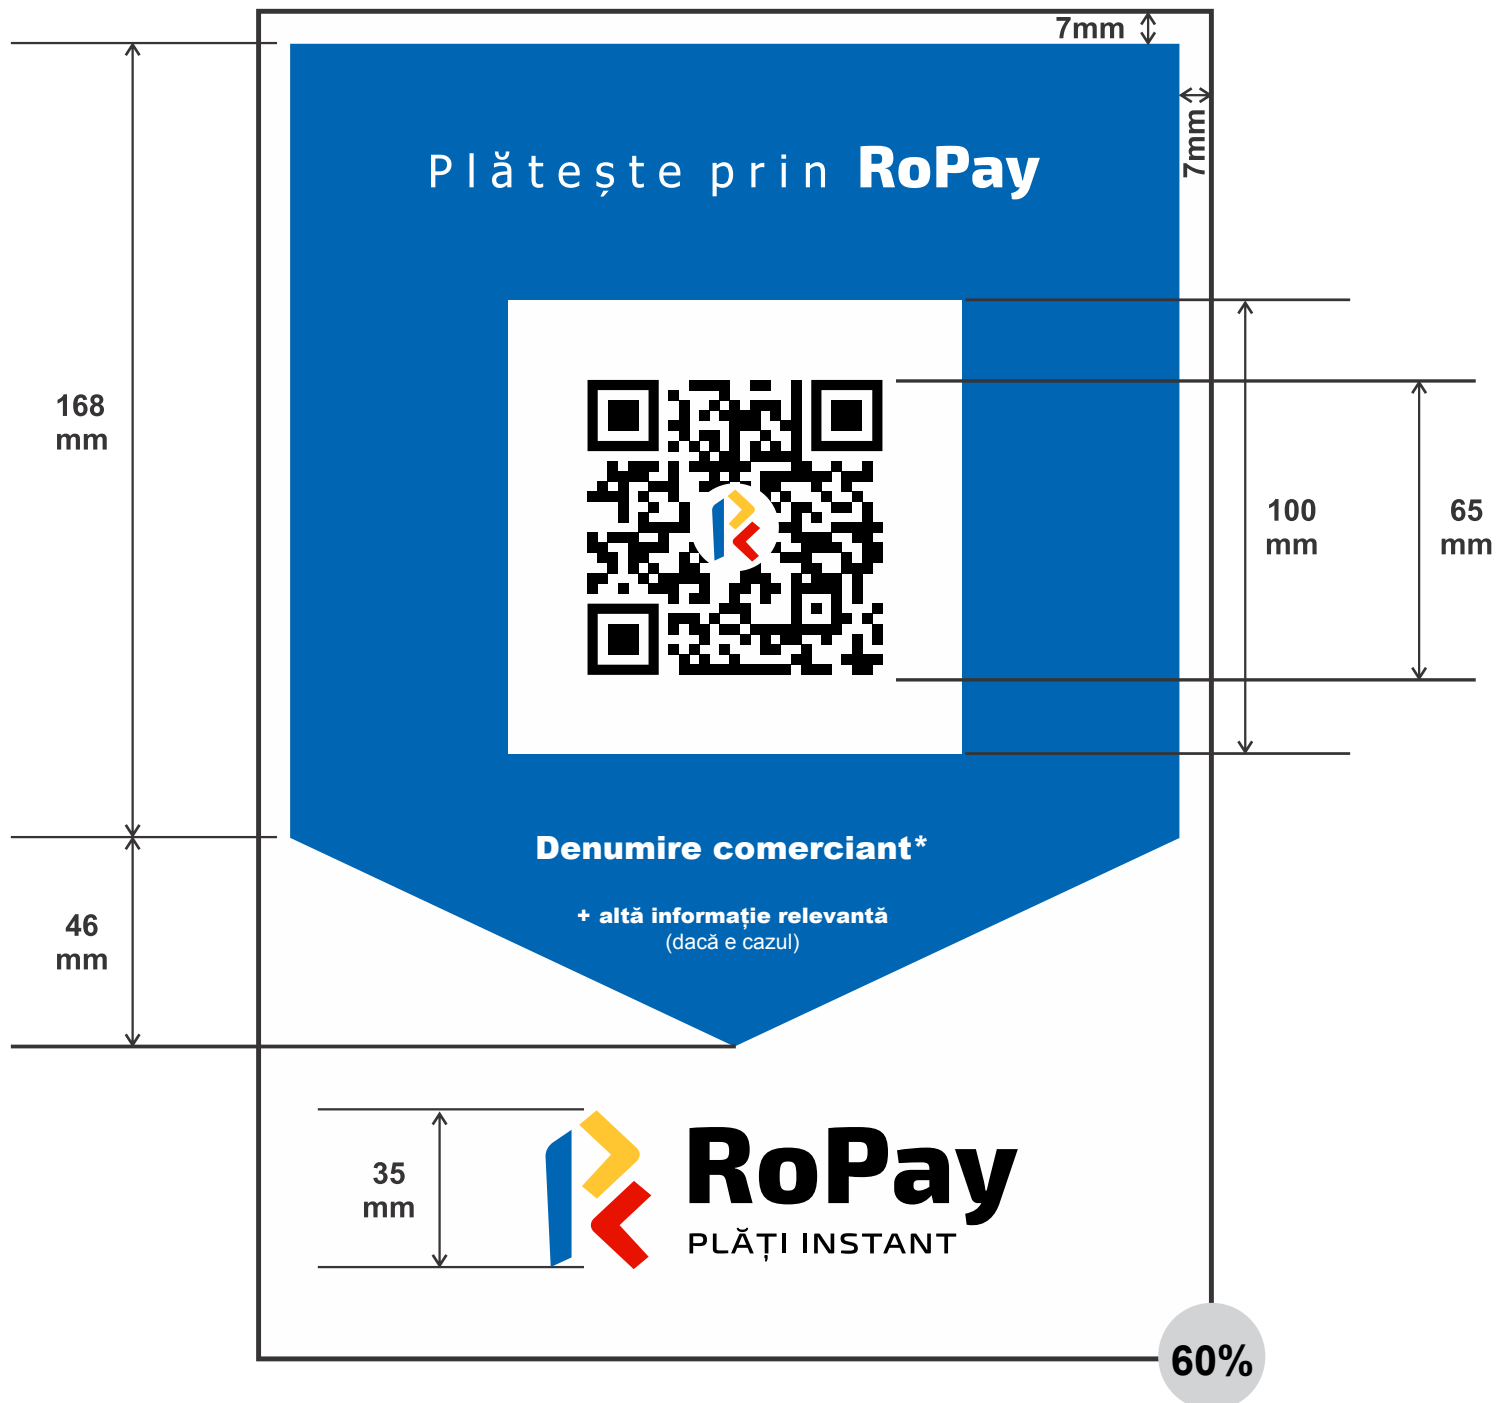 7mm
7mm
Plătește prin RoPay
168
mm
100
mm
65
mm
Denumire comerciant*
+ altă informație relevantă
(dacă e cazul)
46
mm
35
mm
RoPay
PLĂȚI INSTANT
60%